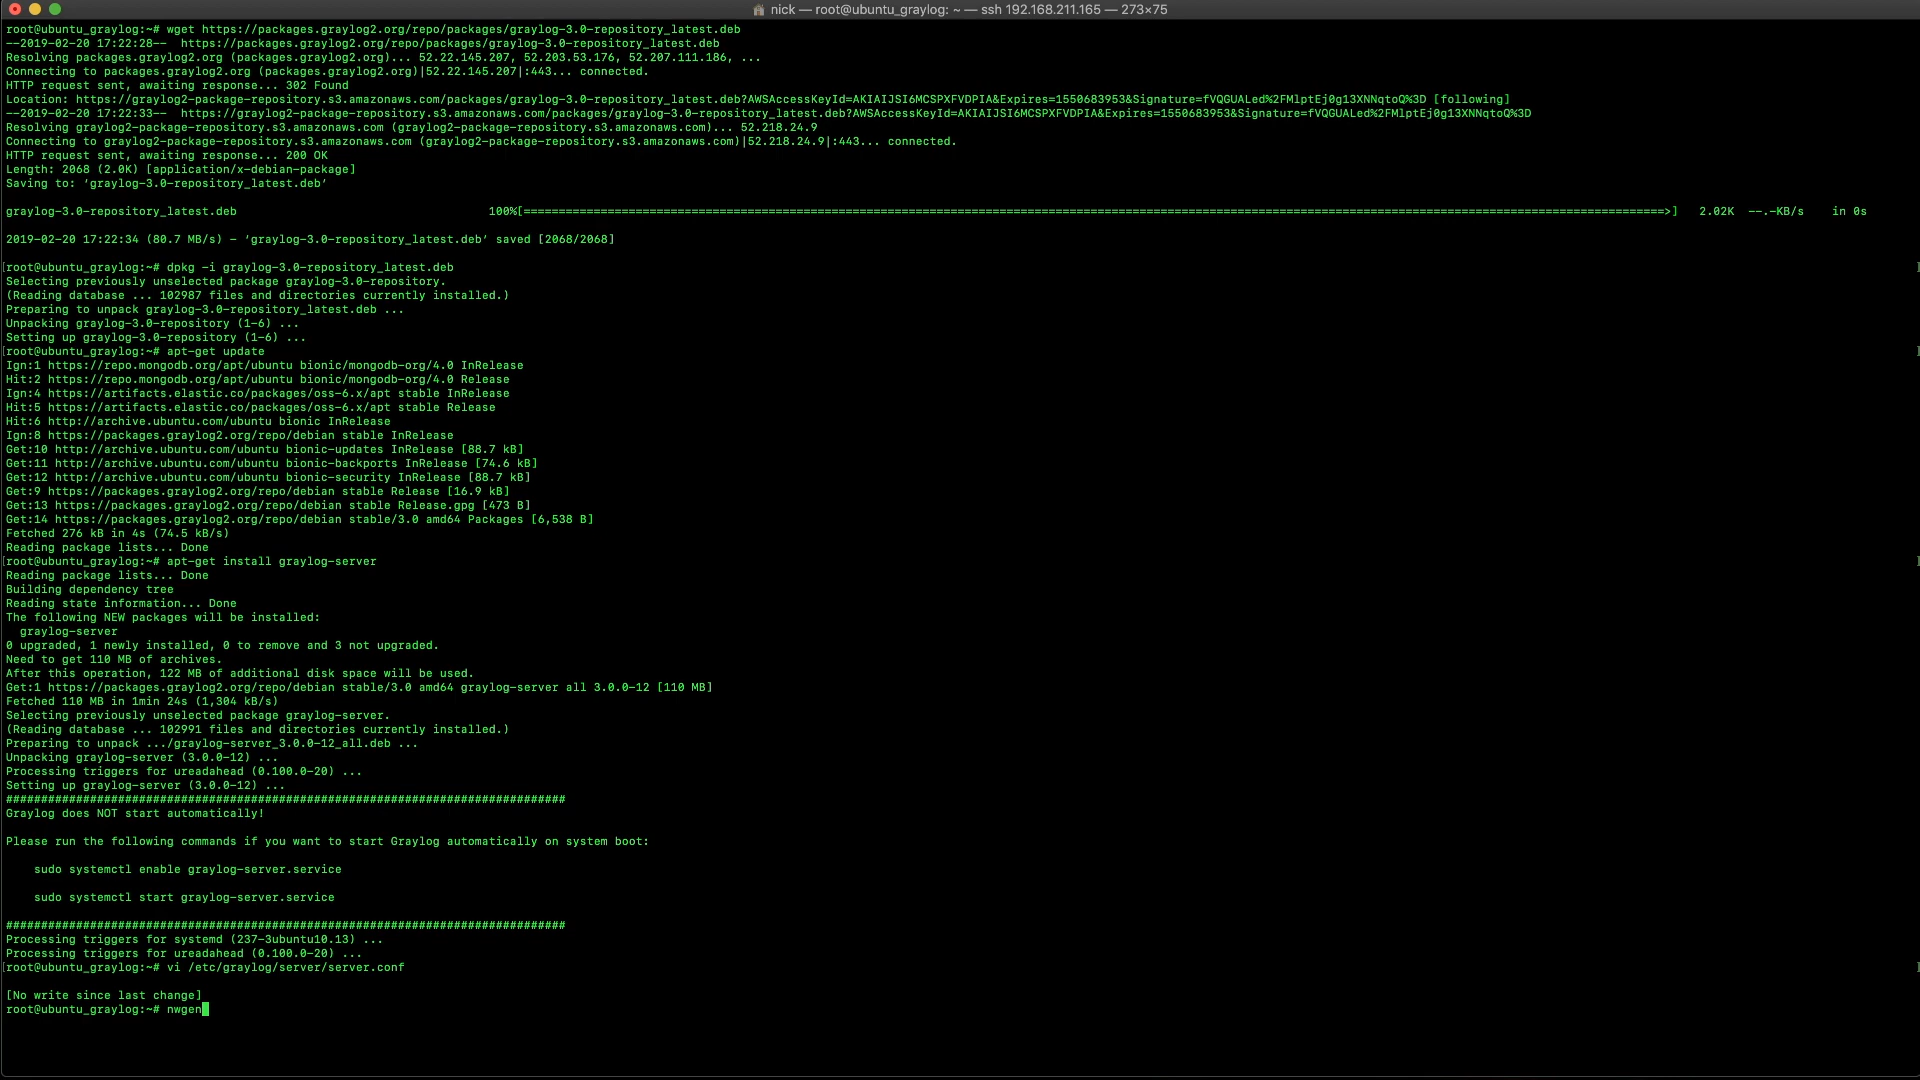 nick — root@ubuntu_graylog: ~ — ssh 192.168.211.165 — 273×75
root@ubuntu_graylog:~# wget https://packages.graylog2.org/repo/packages/graylog-3.0-repository_latest.deb
--2019-02-20 17:22:28--  https://packages.graylog2.org/repo/packages/graylog-3.0-repository_latest.deb
Resolving packages.graylog2.org (packages.graylog2.org)... 52.22.145.207, 52.203.53.176, 52.207.111.186, ...
Connecting to packages.graylog2.org (packages.graylog2.org)|52.22.145.207|:443... connected.
HTTP request sent, awaiting response... 302 Found
Location: https://graylog2-package-repository.s3.amazonaws.com/packages/graylog-3.0-repository_latest.deb?AWSAccessKeyId=AKIAIJSI6MCSPXFVDPIA&Expires=1550683953&Signature=fVQGUALed%2FMlptEj0g13XNNqtoQ%3D [following]
--2019-02-20 17:22:33--  https://graylog2-package-repository.s3.amazonaws.com/packages/graylog-3.0-repository_latest.deb?AWSAccessKeyId=AKIAIJSI6MCSPXFVDPIA&Expires=1550683953&Signature=fVQGUALed%2FMlptEj0g13XNNqtoQ%3D
Resolving graylog2-package-repository.s3.amazonaws.com (graylog2-package-repository.s3.amazonaws.com)... 52.218.24.9
Connecting to graylog2-package-repository.s3.amazonaws.com (graylog2-package-repository.s3.amazonaws.com)|52.218.24.9|:443... connected.
HTTP request sent, awaiting response... 200 OK
Length: 2068 (2.0K) [application/x-debian-package]
Saving to: ‘graylog-3.0-repository_latest.deb’
graylog-3.0-repository_latest.deb 100%[===================================================================================================================================================================>] 2.02K --.-KB/s in 0s
2019-02-20 17:22:34 (80.7 MB/s) - ‘graylog-3.0-repository_latest.deb’ saved [2068/2068]
[root@ubuntu_graylog:~# dpkg -i graylog-3.0-repository_latest.deb ]
Selecting previously unselected package graylog-3.0-repository.
(Reading database ... 102987 files and directories currently installed.)
Preparing to unpack graylog-3.0-repository_latest.deb ...
Unpacking graylog-3.0-repository (1-6) ...
Setting up graylog-3.0-repository (1-6) ...
[root@ubuntu_graylog:~# apt-get update ]
Ign:1 https://repo.mongodb.org/apt/ubuntu bionic/mongodb-org/4.0 InRelease
Hit:2 https://repo.mongodb.org/apt/ubuntu bionic/mongodb-org/4.0 Release
Ign:4 https://artifacts.elastic.co/packages/oss-6.x/apt stable InRelease
Hit:5 https://artifacts.elastic.co/packages/oss-6.x/apt stable Release
Hit:6 http://archive.ubuntu.com/ubuntu bionic InRelease
Ign:8 https://packages.graylog2.org/repo/debian stable InRelease
Get:10 http://archive.ubuntu.com/ubuntu bionic-updates InRelease [88.7 kB]
Get:11 http://archive.ubuntu.com/ubuntu bionic-backports InRelease [74.6 kB]
Get:12 http://archive.ubuntu.com/ubuntu bionic-security InRelease [88.7 kB]
Get:9 https://packages.graylog2.org/repo/debian stable Release [16.9 kB]
Get:13 https://packages.graylog2.org/repo/debian stable Release.gpg [473 B]
Get:14 https://packages.graylog2.org/repo/debian stable/3.0 amd64 Packages [6,538 B]
Fetched 276 kB in 4s (74.5 kB/s)
Reading package lists... Done
[root@ubuntu_graylog:~# apt-get install graylog-server ]
Reading package lists... Done
Building dependency tree
Reading state information... Done
The following NEW packages will be installed:
  graylog-server
0 upgraded, 1 newly installed, 0 to remove and 3 not upgraded.
Need to get 110 MB of archives.
After this operation, 122 MB of additional disk space will be used.
Get:1 https://packages.graylog2.org/repo/debian stable/3.0 amd64 graylog-server all 3.0.0-12 [110 MB]
Fetched 110 MB in 1min 24s (1,304 kB/s)
Selecting previously unselected package graylog-server.
(Reading database ... 102991 files and directories currently installed.)
Preparing to unpack .../graylog-server_3.0.0-12_all.deb ...
Unpacking graylog-server (3.0.0-12) ...
Processing triggers for ureadahead (0.100.0-20) ...
Setting up graylog-server (3.0.0-12) ...
################################################################################
Graylog does NOT start automatically!
Please run the following commands if you want to start Graylog automatically on system boot:
    sudo systemctl enable graylog-server.service
    sudo systemctl start graylog-server.service
################################################################################
Processing triggers for systemd (237-3ubuntu10.13) ...
Processing triggers for ureadahead (0.100.0-20) ...
[root@ubuntu_graylog:~# vi /etc/graylog/server/server.conf ]
[No write since last change]
root@ubuntu_graylog:~# nwgen